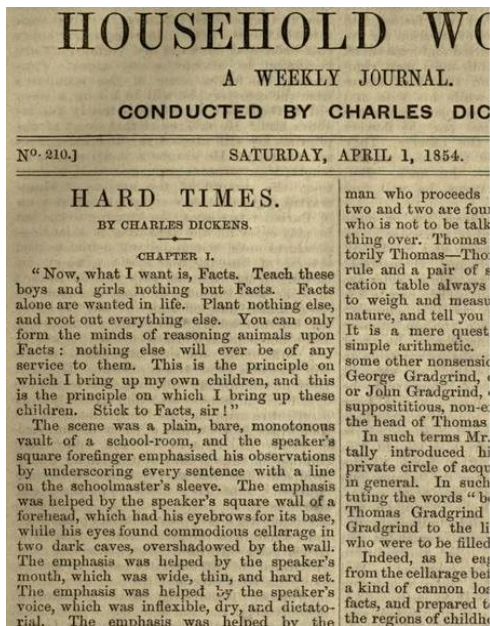 HOUSEHOLD WO
A WEEKLY JOURNAL.
CONDUCTED BY CHARLES DIC
No. 210.]
SATURDAY, APRIL 1, 1854.
HARD TIMES.
BY CHARLES DICKENS.
CHAPTER I.
“Now, what I want is, Facts. Teach these
boys and girls nothing but Facts. Facts
alone are wanted in life. Plant nothing else,
and root out everything else. You can only
form the minds of reasoning animals upon
Facts: nothing else will ever be of any
service to them. This is the principle on
which I bring up my own children, and this
is the principle on which I bring up these
children. Stick to Facts, sir!”
The scene was a plain, bare, monotonous
vault of a school-room, and the speaker's
square forefinger emphasised his observations
by underscoring every sentence with a line
on the schoolmaster's sleeve. The emphasis
was helped by the speaker's square wall of a
forehead, which had his eyebrows for its base,
while his eyes found commodious cellarage in
two dark caves, overshadowed by the wall.
The emphasis was helped by the speaker's
mouth, which was wide, thin, and hard set.
The emphasis was helped by the speaker's
voice, which was inflexible, dry, and dictato-
rial. The emphasis was helped by the
man who proceeds
two and two are four
who is not to be talk
thing over. Thomas
torily Thomas—Tho
rule and a pair of s
cation table always
to weigh and measu
nature, and tell you
It is a mere quest
simple arithmetic.
some other nonsensic
George Gradgrind,
or John Gradgrind,
supposititious, non-e
the head of Thomas
In such terms Mr.
tally introduced hi
private circle of acqu
in general. In such
tuting the words “bo
Thomas Gradgrind
Gradgrind to the li
who were to be filled
Indeed, as he eag
from the cellarage bef
a kind of cannon loa
facts, and prepared t
the regions of childh